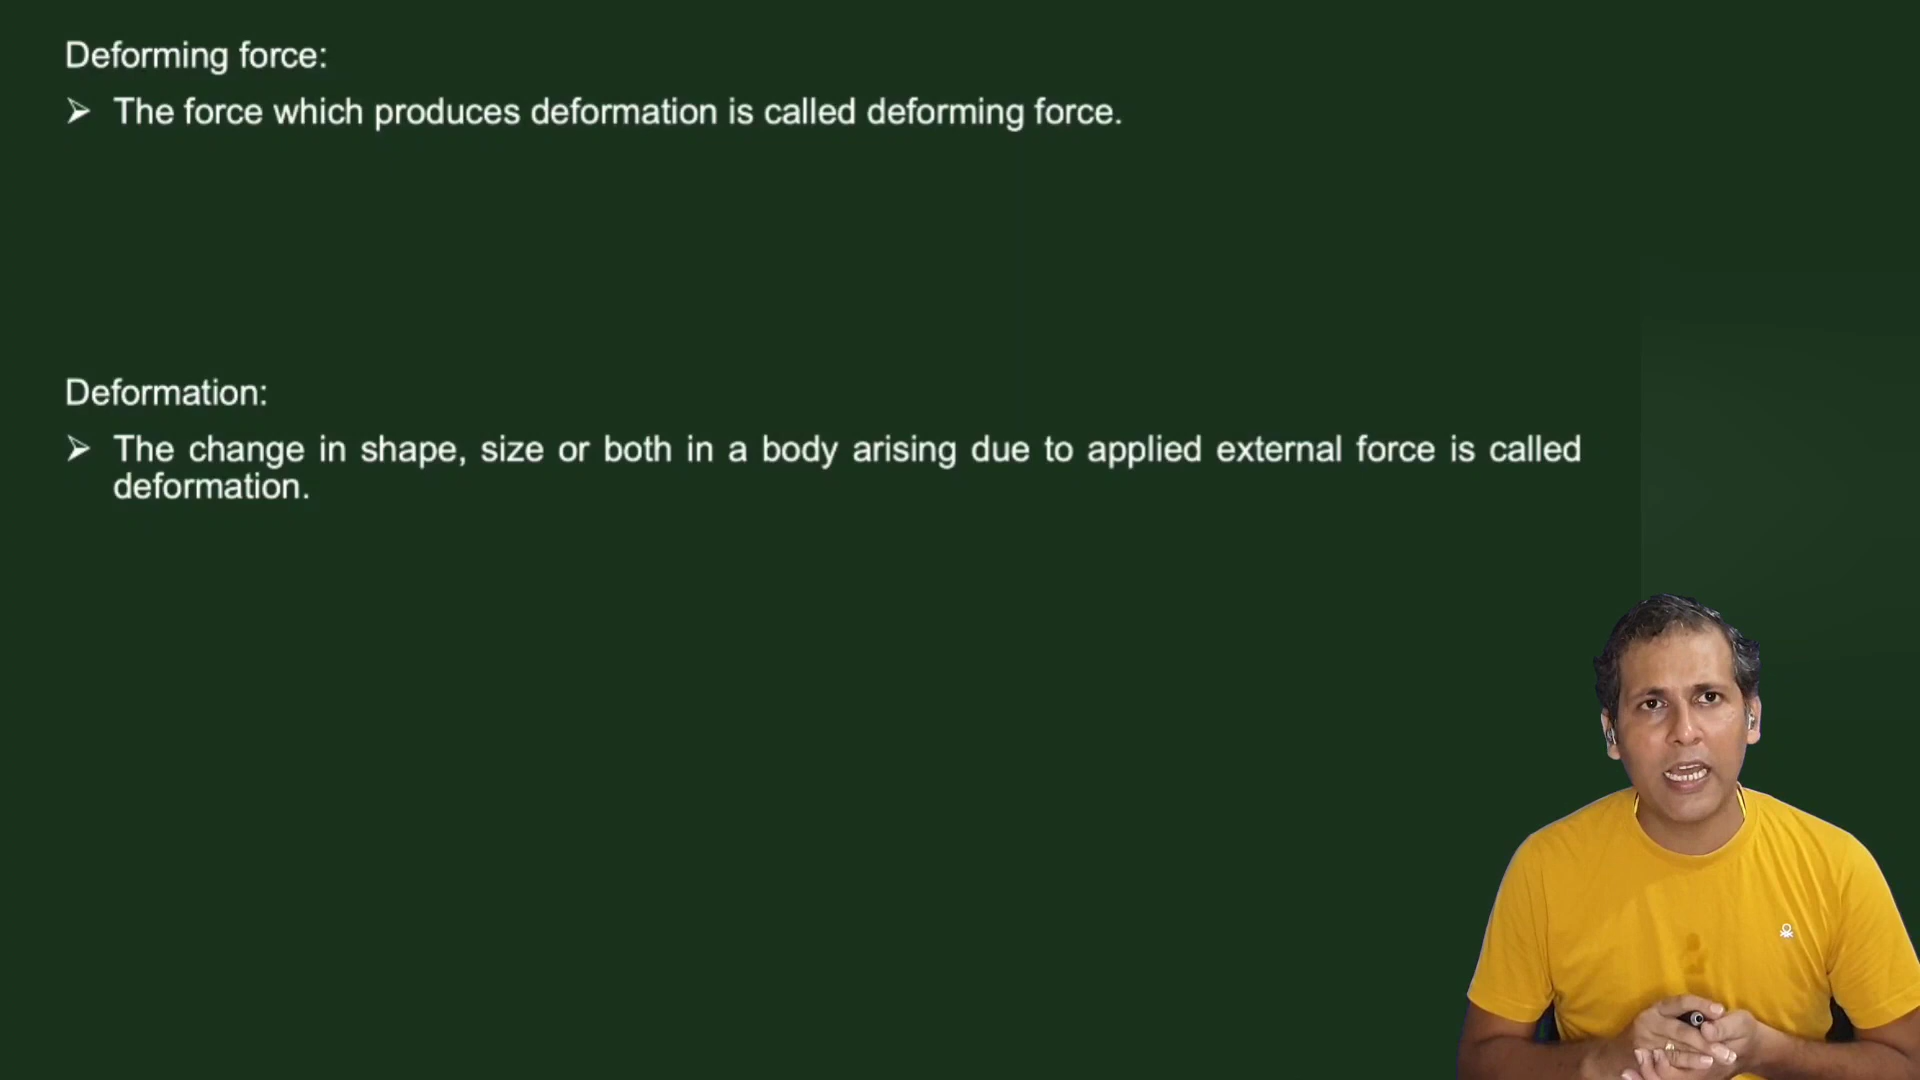 Deforming force:
➢ The force which produces deformation is called deforming force.
Deformation:
➢ The change in shape, size or both in a body arising due to applied external force is called
deformation.